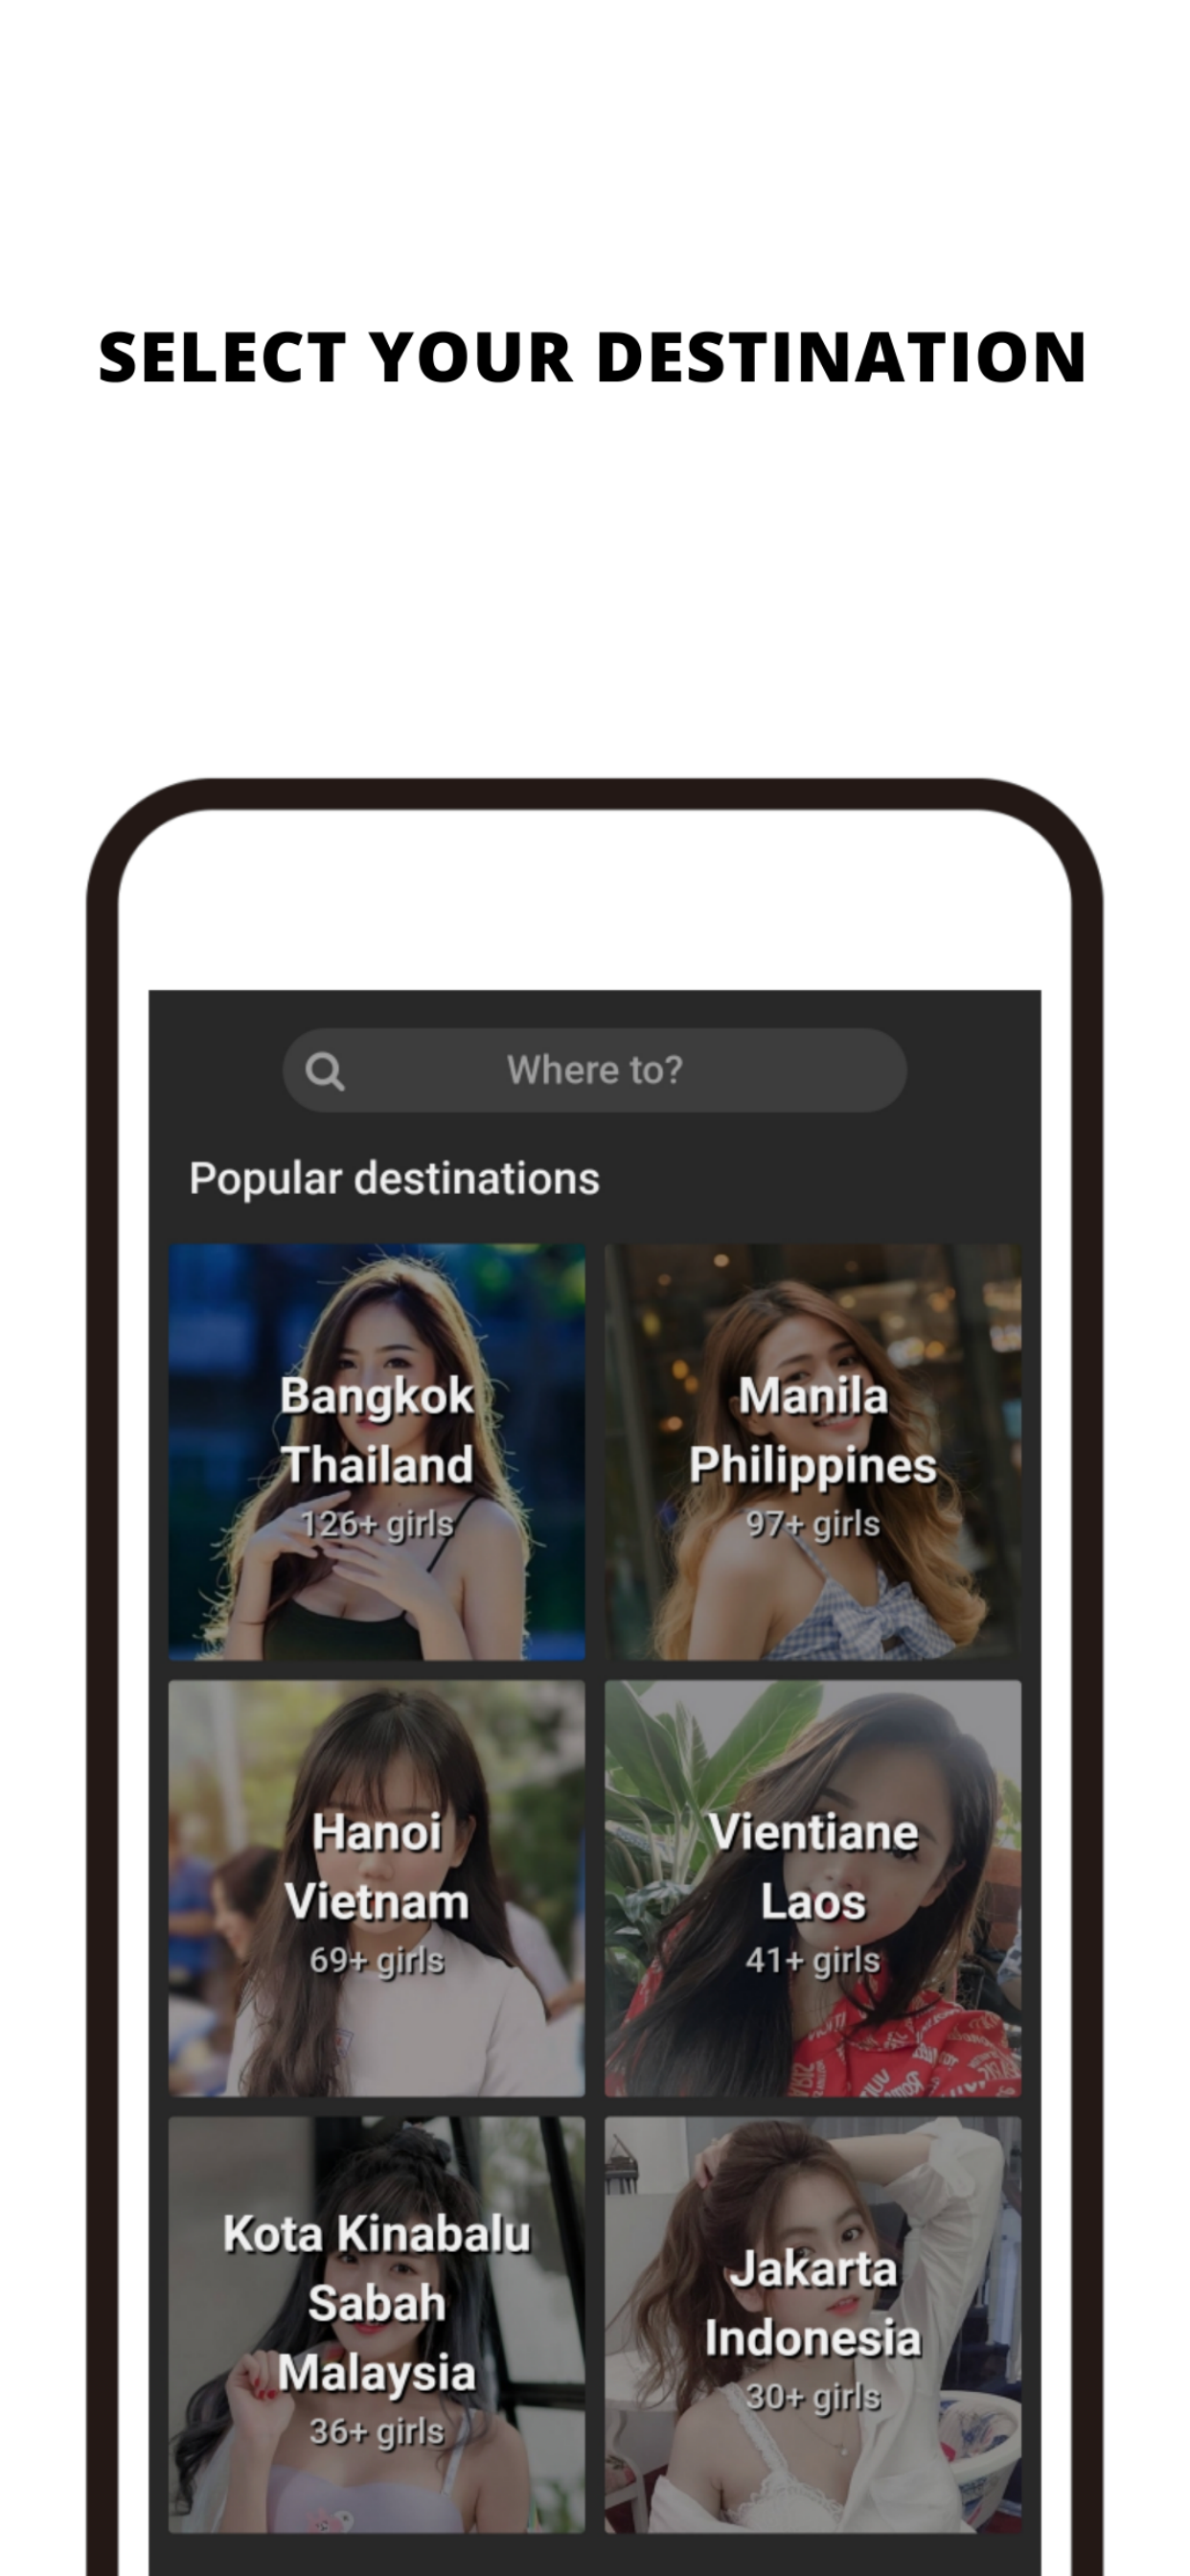 SELECT YOUR DESTINATION
Where to?
Popular destinations
Bangkok
Thailand
126+ girls
Manila
Philippines
97+ girls
Hanoi
Vietnam
69+ girls
Vientiane
Laos
41+ girls
Kota Kinabalu
Sabah
Malaysia
36+ girls
Jakarta
Indonesia
30+ girls